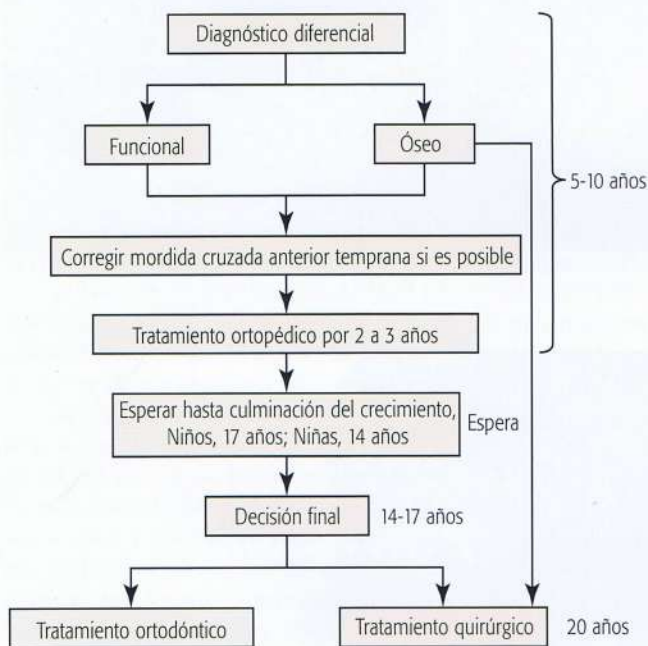 Diagnóstico diferencial
Funcional
Óseo
5-10 años
Corregir mordida cruzada anterior temprana si es posible
Tratamiento ortopédico por 2 a 3 años
Esperar hasta culminación del crecimiento,
Niños, 17 años; Niñas, 14 años
Espera
Decisión final
14-17 años
Tratamiento ortodóntico
Tratamiento quirúrgico
20 años